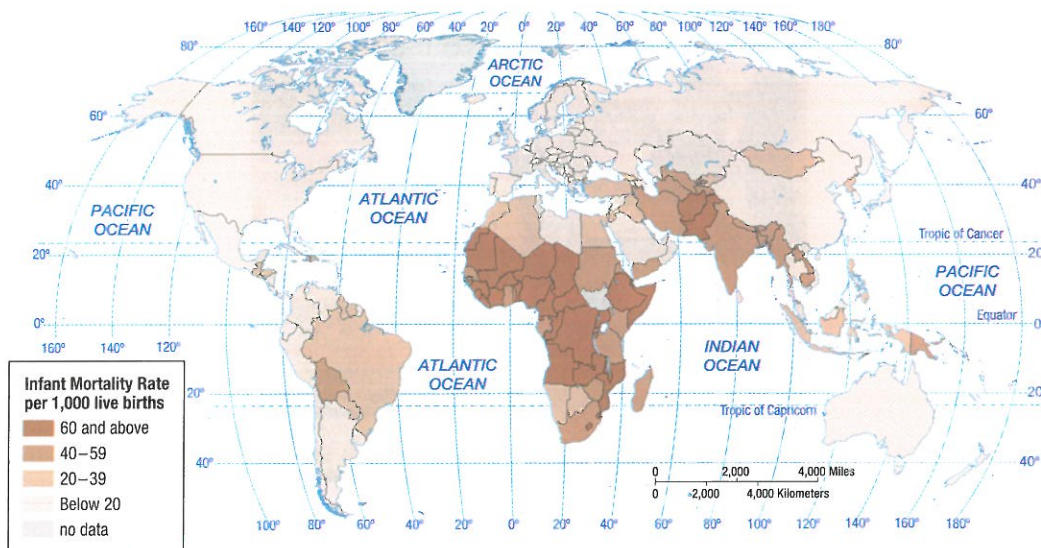 160° 140° 120° 100° 80° 60° 40° 20° 0° 20° 40° 60° 80° 100° 120° 140° 160° 180°
80° 80°
ARCTIC
OCEAN
60° 60°
40° 40°
PACIFIC
OCEAN
ATLANTIC
OCEAN
Tropic of Cancer
20° 20°
PACIFIC
OCEAN
Equator
0° 0°
160° 140° 120°
ATLANTIC
OCEAN
INDIAN
OCEAN
20° 20°
Tropic of Capricorn
40° 40°
0 2,000 4,000 Miles
0 2,000 4,000 Kilometers
100° 80° 60° 40° 20° 0° 20° 40° 60° 80° 100° 120° 140° 160° 180°
Infant Mortality Rate
per 1,000 live births
60 and above
40–59
20–39
Below 20
no data